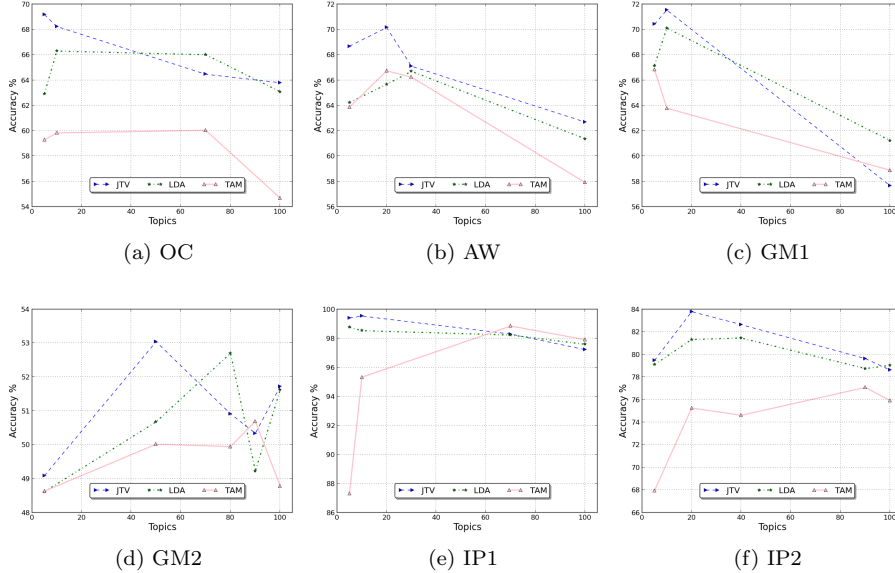 Accuracy %
72
70
68
66
64
62
60
58
56
54
0 20 40 60 80 100
Topics
JTV LDA TAM
(a) OC
Accuracy %
72
70
68
66
64
62
60
58
56
0 20 40 60 80 100
Topics
JTV LDA TAM
(b) AW
Accuracy %
72
70
68
66
64
62
60
58
56
0 20 40 60 80 100
Topics
JTV LDA TAM
(c) GM1
Accuracy %
54
53
52
51
50
49
48
0 20 40 60 80 100
Topics
JTV LDA TAM
(d) GM2
Accuracy %
100
98
96
94
92
90
88
86
0 20 40 60 80 100
Topics
JTV LDA TAM
(e) IP1
Accuracy %
84
82
80
78
76
74
72
70
68
66
0 20 40 60 80 100
Topics
JTV LDA TAM
(f) IP2